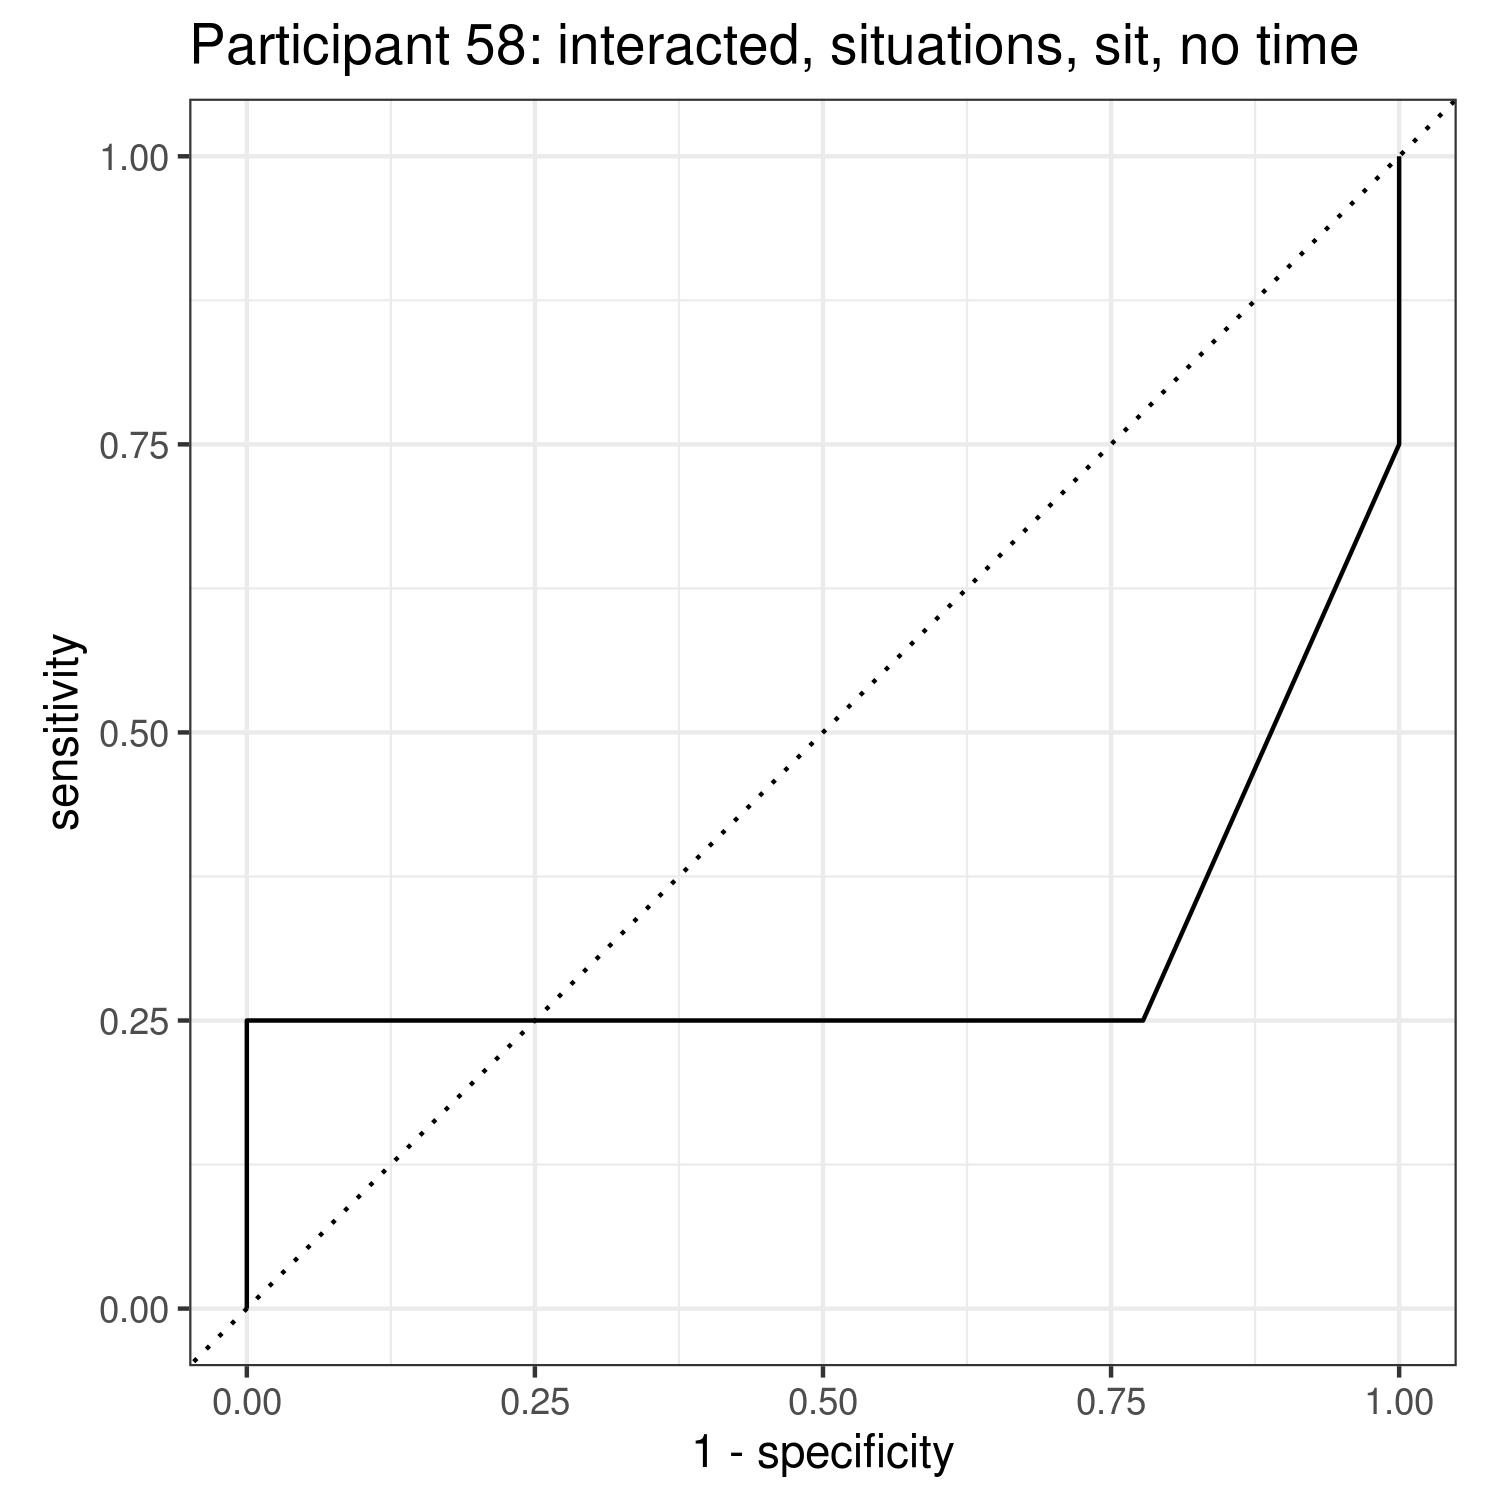 Participant 58: interacted, situations, sit, no time
1.00
0.75
0.50
0.25
0.00
sensitivity
0.00 0.25 0.50 0.75 1.00
1 - specificity